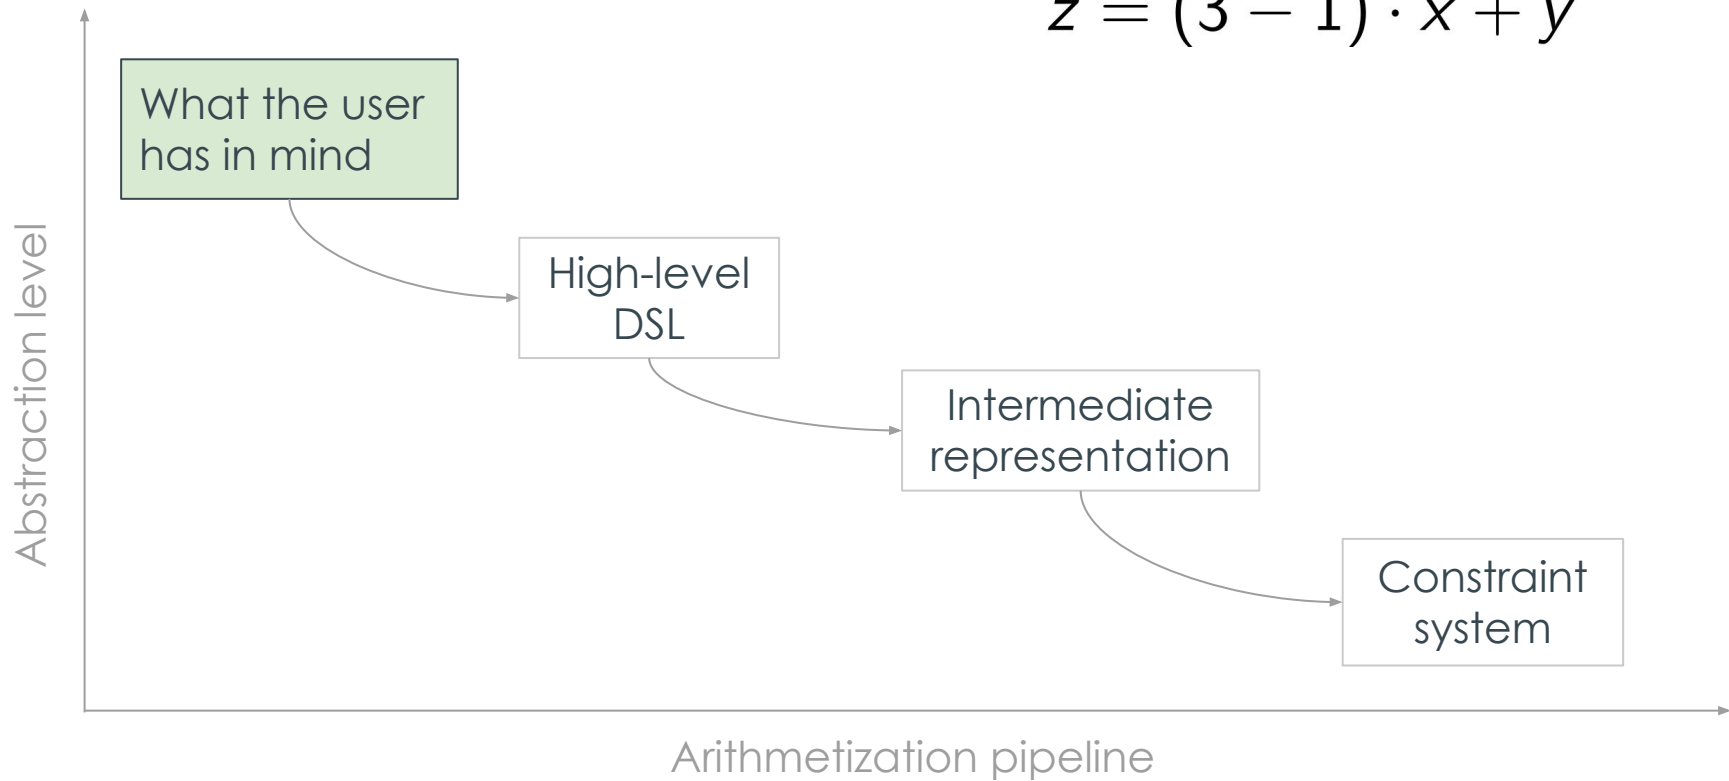 z = (3 − 1) · x + y
What the user
has in mind
High-level
DSL
Intermediate
representation
Constraint
system
Abstraction level
Arithmetization pipeline